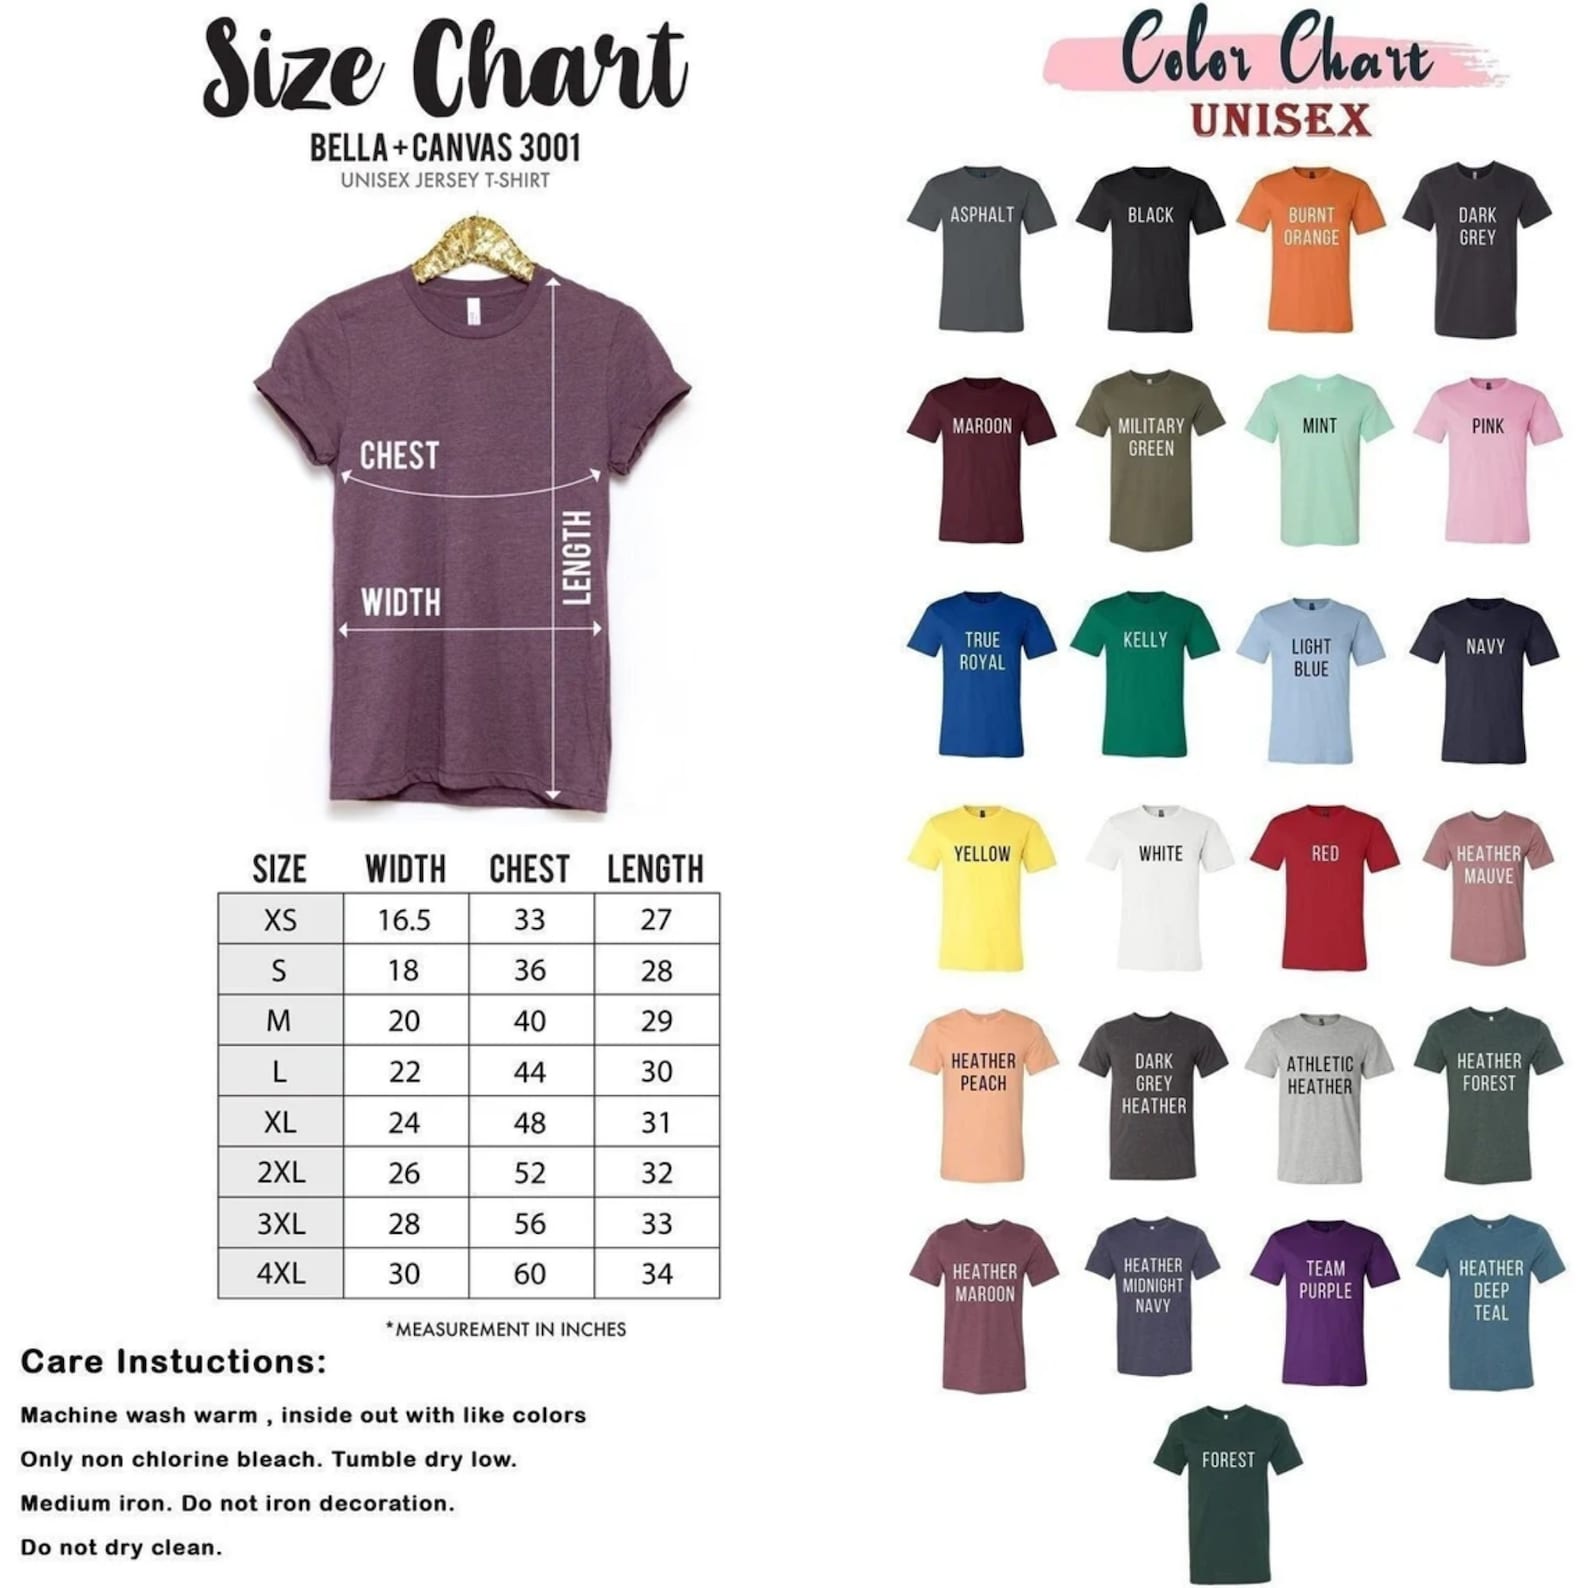 Size Chart
BELLA+CANVAS 3001
UNISEX JERSEY T-SHIRT
CHEST
WIDTH
LENGTH
SIZE WIDTH CHEST LENGTH
XS 16.5 33 27
S 18 36 28
M 20 40 29
L 22 44 30
XL 24 48 31
2XL 26 52 32
3XL 28 56 33
4XL 30 60 34
*MEASUREMENT IN INCHES
Care Instuctions:
Machine wash warm , inside out with like colors
Only non chlorine bleach. Tumble dry low.
Medium iron. Do not iron decoration.
Do not dry clean.
Color Chart
UNISEX
ASPHALT
BLACK
BURNT
ORANGE
DARK
GREY
MAROON
MILITARY
GREEN
MINT
PINK
TRUE
ROYAL
KELLY
LIGHT
BLUE
NAVY
YELLOW
WHITE
RED
HEATHER
MAUVE
HEATHER
PEACH
DARK
GREY
HEATHER
ATHLETIC
HEATHER
HEATHER
FOREST
HEATHER
MAROON
HEATHER
MIDNIGHT
NAVY
TEAM
PURPLE
HEATHER
DEEP
TEAL
FOREST